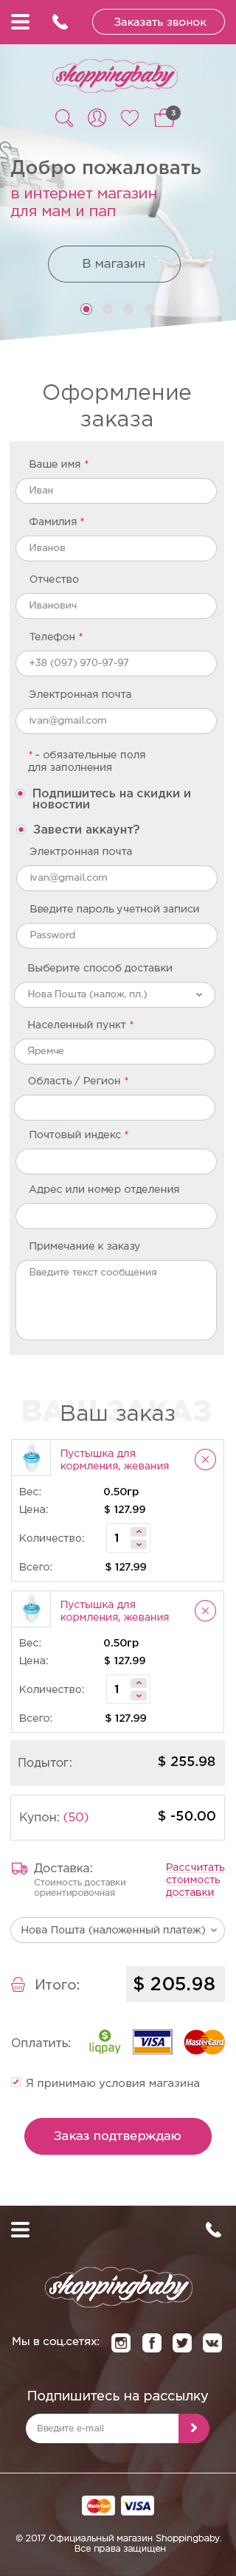 Заказать звонок
shoppingbaby
3
Добро пожаловать
в интернет магазин
для мам и пап
В магазин
Оформление
заказа
Ваше имя *
Иван
Фамилия *
Иванов
Отчество
Иванович
Телефон *
+38 (097) 970-97-97
Электронная почта
ivan@gmail.com
* - обязательные поля
для заполнения
Подпишитесь на скидки и
новостии
Завести аккаунт?
Электронная почта
ivan@gmail.com
Введите пароль учетной записи
Password
Выберите способ доставки
Нова Пошта (налож. пл.)
Населенный пункт *
Яремче
Область / Регион *
Почтовый индекс *
Адрес или номер отделения
Примечание к заказу
Введите текст сообщения
ВАШ ЗАКАЗ
Ваш заказ
Пустышка для
кормления, жевания
Вес: 0.50гр
Цена: $ 127.99
Количество: 1
Всего: $ 127.99
Пустышка для
кормления, жевания
Вес: 0.50гр
Цена: $ 127.99
Количество: 1
Всего: $ 127.99
Подытог: $ 255.98
Купон: (50) $ -50.00
Доставка:
Стоимость доставки
ориентировочная
Рассчитать
стоимость
доставки
Нова Пошта (наложенный платеж)
Итого: $ 205.98
Оплатить: liqpay VISA MasterCard
Я принимаю условия магазина
Заказ подтверждаю
shoppingbaby
Мы в соц.сетях:
Подпишитесь на рассылку
Введите e-mail
MasterCard VISA
© 2017 Официальный магазин Shoppingbaby.
Все права защищен